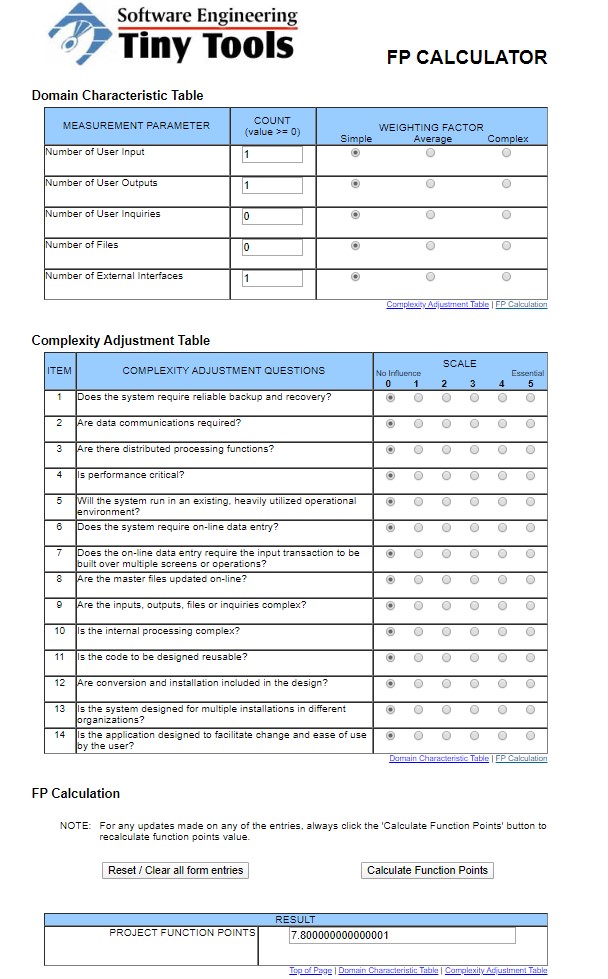 Software Engineering
Tiny Tools
FP CALCULATOR
Domain Characteristic Table
MEASUREMENT PARAMETER
COUNT
(value >= 0)
WEIGHTING FACTOR
Simple Average Complex
Number of User Input 1
Number of User Outputs 1
Number of User Inquiries 0
Number of Files 0
Number of External Interfaces 1
Complexity Adjustment Table | FP Calculation
Complexity Adjustment Table
ITEM COMPLEXITY ADJUSTMENT QUESTIONS
SCALE
No Influence Essential
0 1 2 3 4 5
1 Does the system require reliable backup and recovery?
2 Are data communications required?
3 Are there distributed processing functions?
4 Is performance critical?
5 Will the system run in an existing, heavily utilized operational
environment?
6 Does the system require on-line data entry?
7 Does the on-line data entry require the input transaction to be
built over multiple screens or operations?
8 Are the master files updated on-line?
9 Are the inputs, outputs, files or inquiries complex?
10 Is the internal processing complex?
11 Is the code to be designed reusable?
12 Are conversion and installation included in the design?
13 Is the system designed for multiple installations in different
organizations?
14 Is the application designed to facilitate change and ease of use
by the user?
Domain Characteristic Table | FP Calculation
FP Calculation
NOTE: For any updates made on any of the entries, always click the 'Calculate Function Points' button to
recalculate function points value.
Reset / Clear all form entries Calculate Function Points
RESULT
PROJECT FUNCTION POINTS 7.800000000000001
Top of Page | Domain Characteristic Table | Complexity Adjustment Table